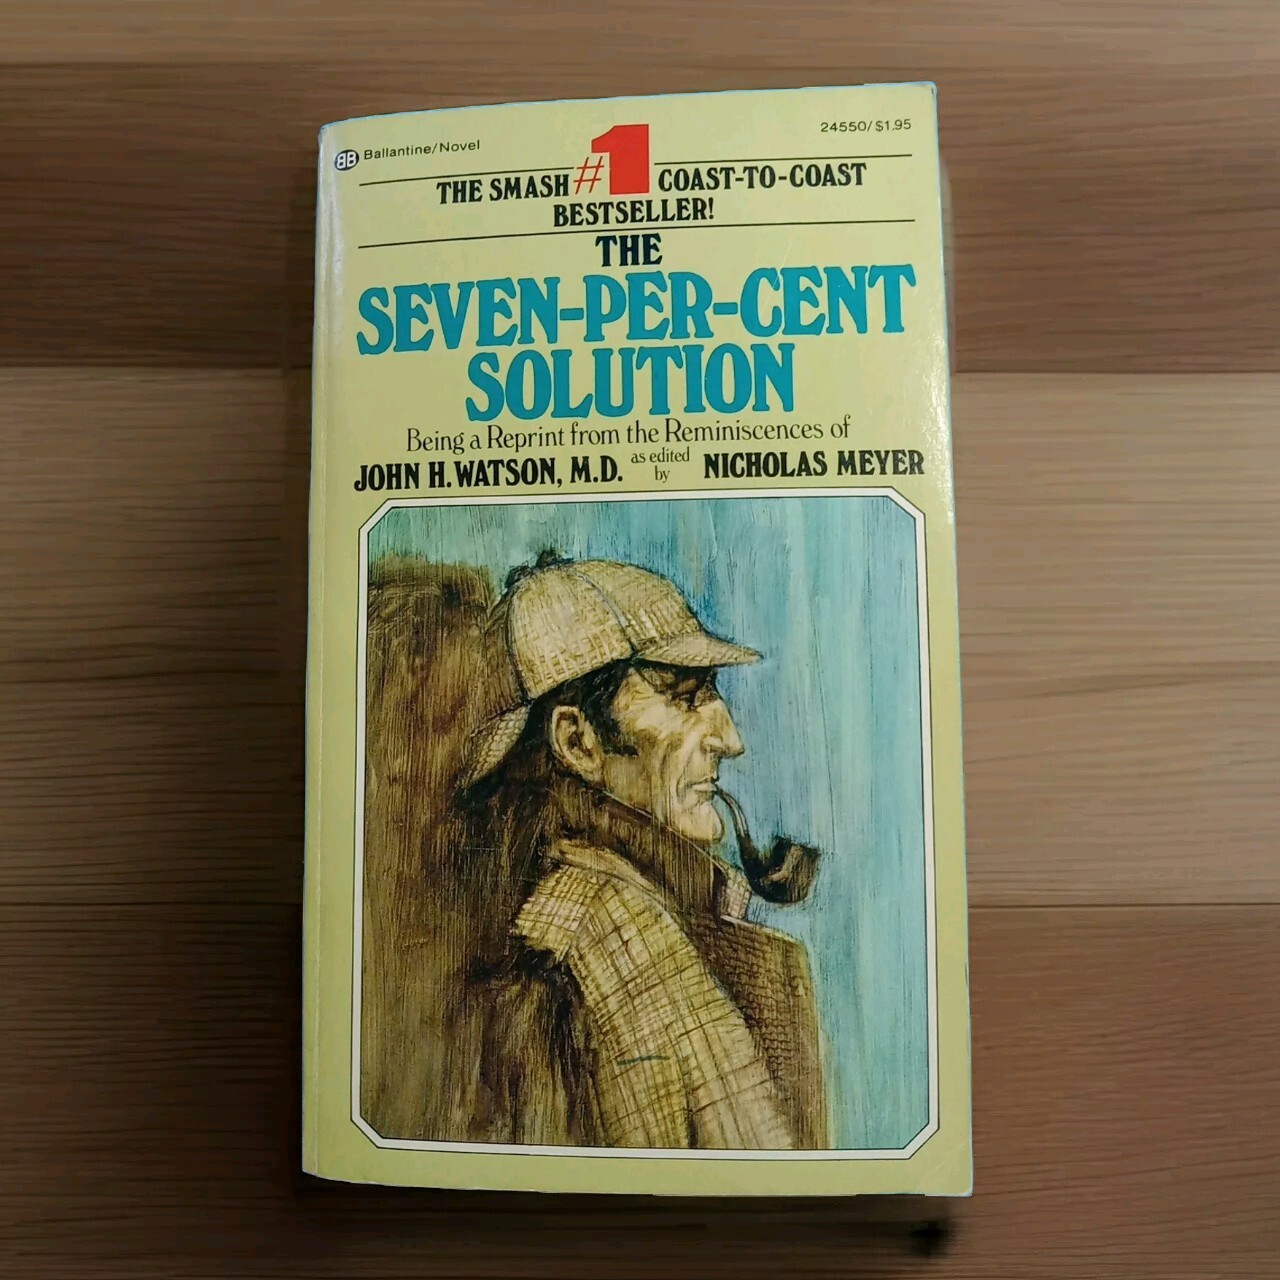 BB Ballantine/Novel
24550/$1.95
THE SMASH #1 COAST-TO-COAST
BESTSELLER!
THE
SEVEN-PER-CENT
SOLUTION
Being a Reprint from the Reminiscences of
JOHN H. WATSON, M.D. as edited by NICHOLAS MEYER